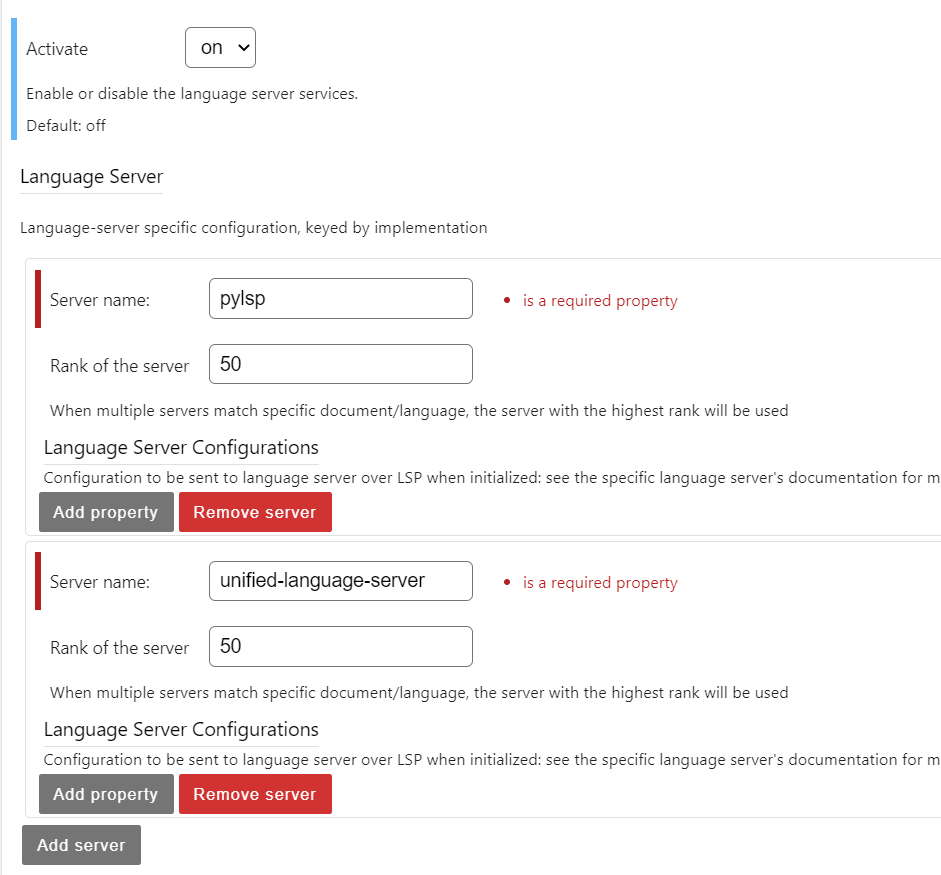 Activate on
Enable or disable the language server services.
Default: off
Language Server
Language-server specific configuration, keyed by implementation
Server name: pylsp • is a required property
Rank of the server 50
When multiple servers match specific document/language, the server with the highest rank will be used
Language Server Configurations
Configuration to be sent to language server over LSP when initialized: see the specific language server's documentation for m
Add property Remove server
Server name: unified-language-server • is a required property
Rank of the server 50
When multiple servers match specific document/language, the server with the highest rank will be used
Language Server Configurations
Configuration to be sent to language server over LSP when initialized: see the specific language server's documentation for m
Add property Remove server
Add server